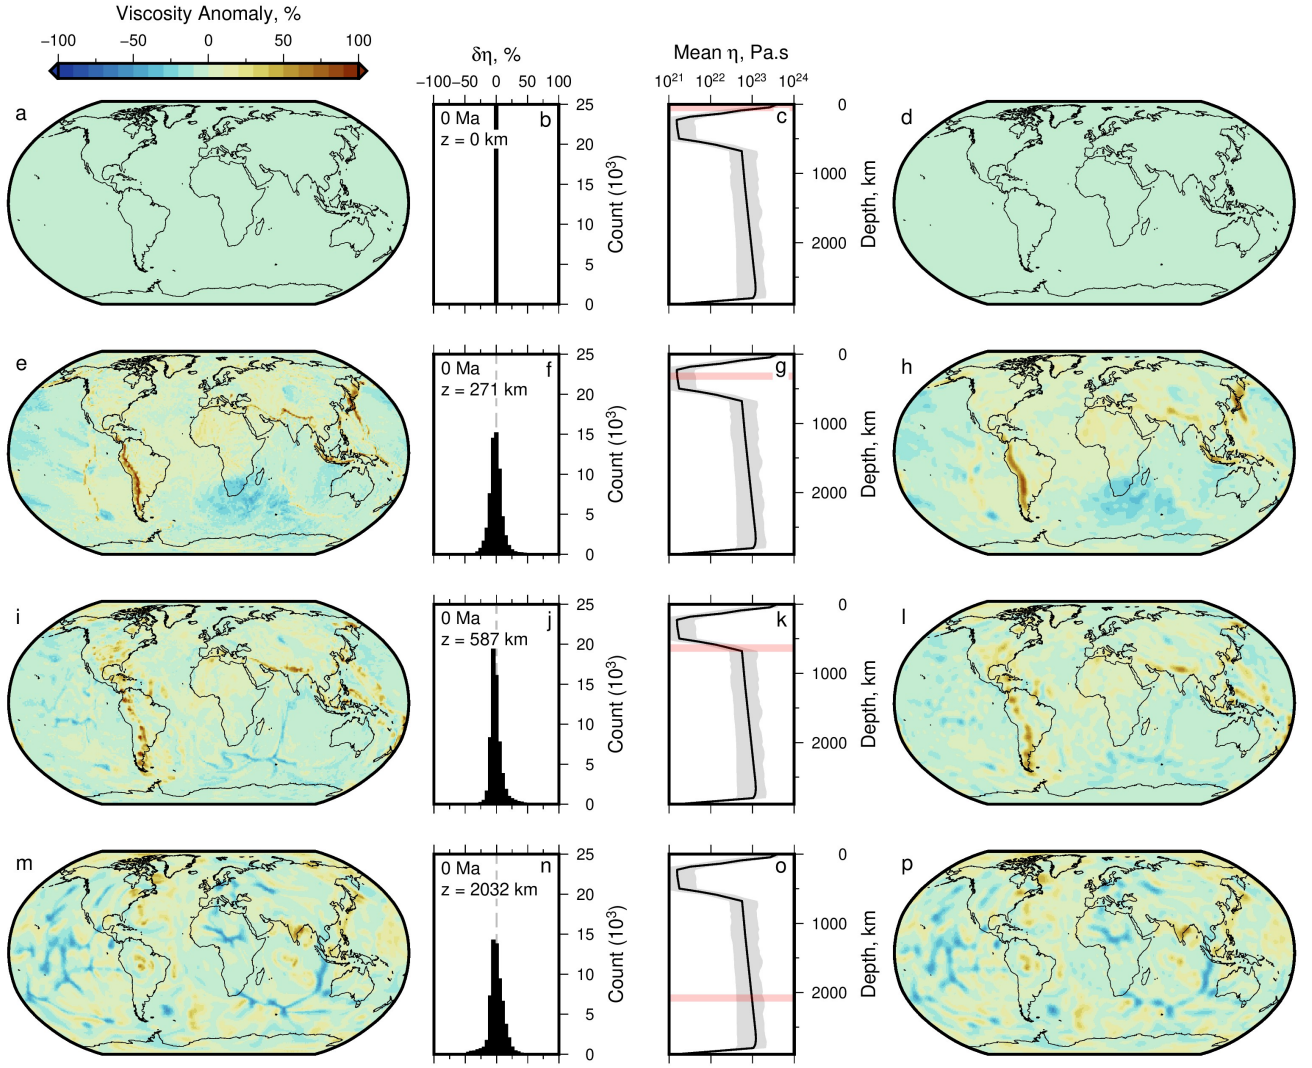 Viscosity Anomaly, %
−100 −50 0 50 100
δη, %
−100 −50 0 50 100
Mean η, Pa.s
10²¹ 10²² 10²³ 10²⁴
a
0 Ma
z = 0 km
b
0 5 10 15 20 25
Count (10³)
c
0 1000 2000
Depth, km
d
e
0 Ma
z = 271 km
f
0 5 10 15 20 25
Count (10³)
g
0 1000 2000
Depth, km
h
i
0 Ma
z = 587 km
j
0 5 10 15 20 25
Count (10³)
k
0 1000 2000
Depth, km
l
m
0 Ma
z = 2032 km
n
0 5 10 15 20 25
Count (10³)
o
0 1000 2000
Depth, km
p